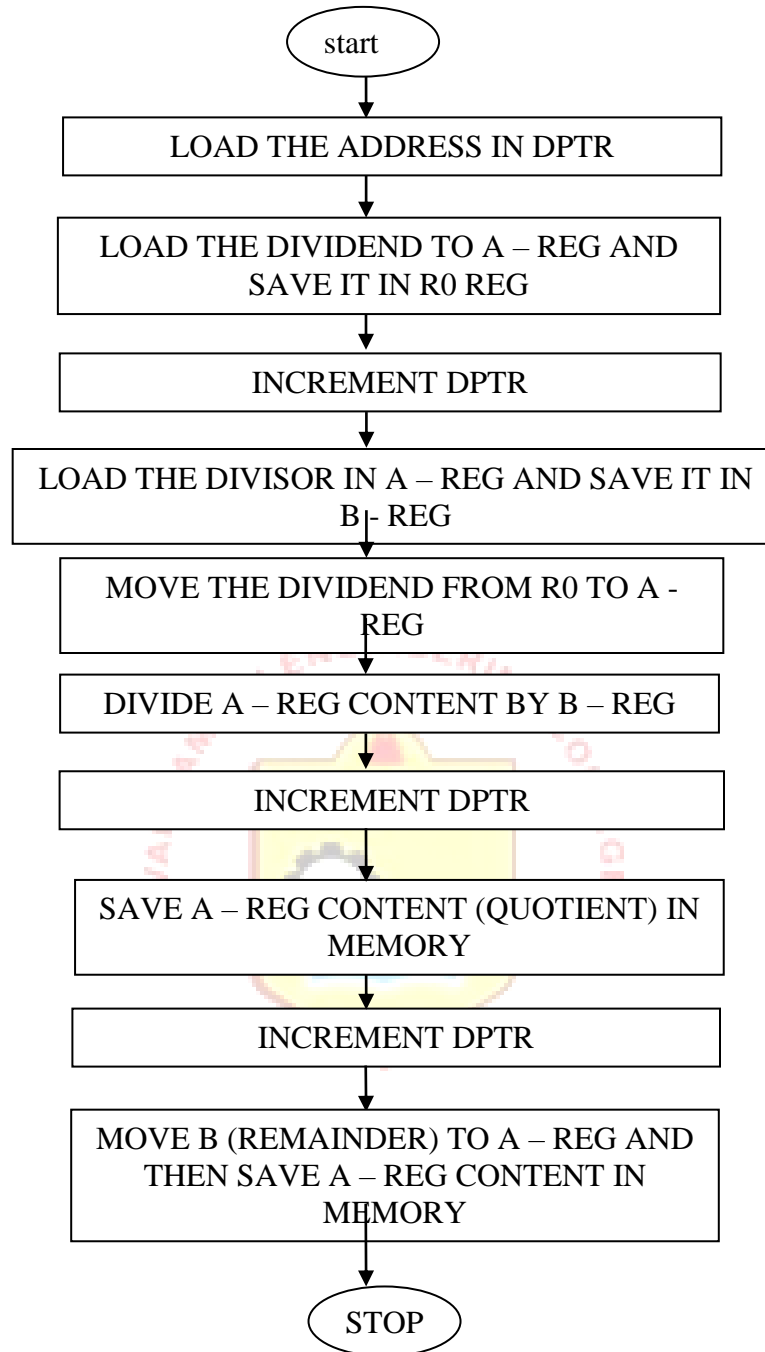 start
LOAD THE ADDRESS IN DPTR
LOAD THE DIVIDEND TO A – REG AND
SAVE IT IN R0 REG
INCREMENT DPTR
LOAD THE DIVISOR IN A – REG AND SAVE IT IN
B - REG
MOVE THE DIVIDEND FROM R0 TO A -
REG
DIVIDE A – REG CONTENT BY B – REG
INCREMENT DPTR
SAVE A – REG CONTENT (QUOTIENT) IN
MEMORY
INCREMENT DPTR
MOVE B (REMAINDER) TO A – REG AND
THEN SAVE A – REG CONTENT IN
MEMORY
STOP